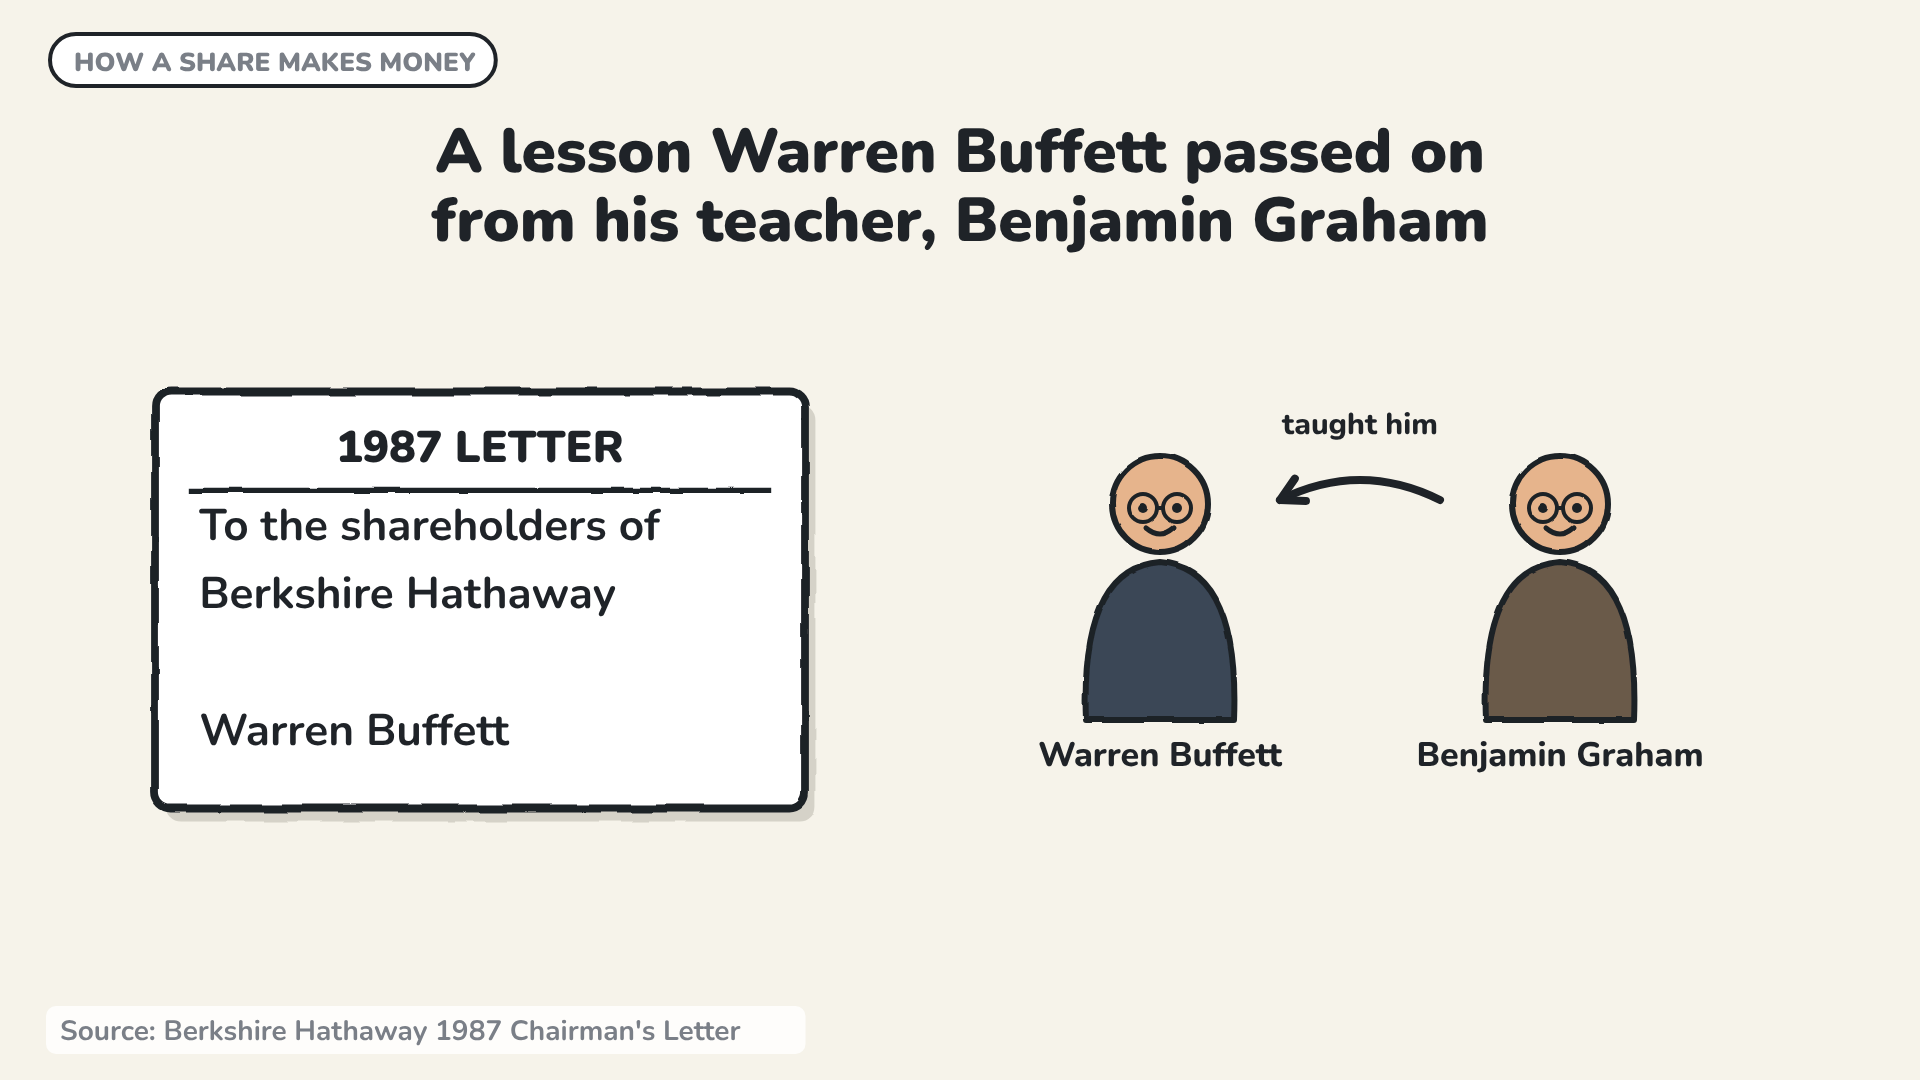 HOW A SHARE MAKES MONEY
A lesson Warren Buffett passed on
from his teacher, Benjamin Graham
1987 LETTER
To the shareholders of
Berkshire Hathaway
Warren Buffett
taught him
Warren Buffett
Benjamin Graham
Source: Berkshire Hathaway 1987 Chairman's Letter